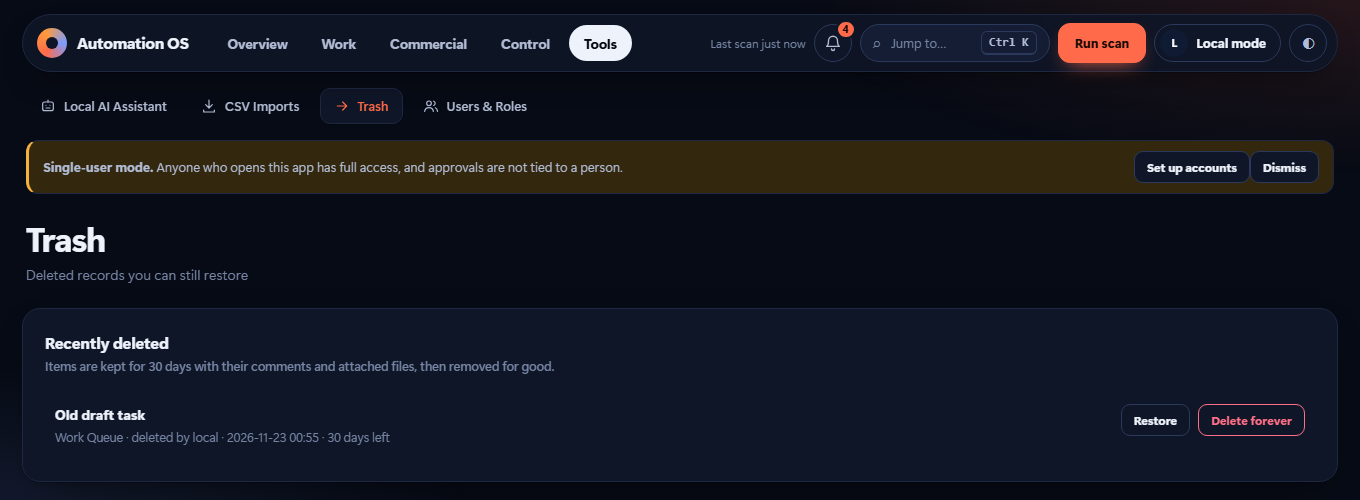 Automation OS
Overview
Work
Commercial
Control
Tools
Last scan just now
4
Jump to...
Ctrl K
Run scan
L
Local mode
Local AI Assistant
CSV Imports
Trash
Users & Roles
Single-user mode. Anyone who opens this app has full access, and approvals are not tied to a person.
Set up accounts
Dismiss
Trash
Deleted records you can still restore
Recently deleted
Items are kept for 30 days with their comments and attached files, then removed for good.
Old draft task
Work Queue · deleted by local · 2026-11-23 00:55 · 30 days left
Restore
Delete forever